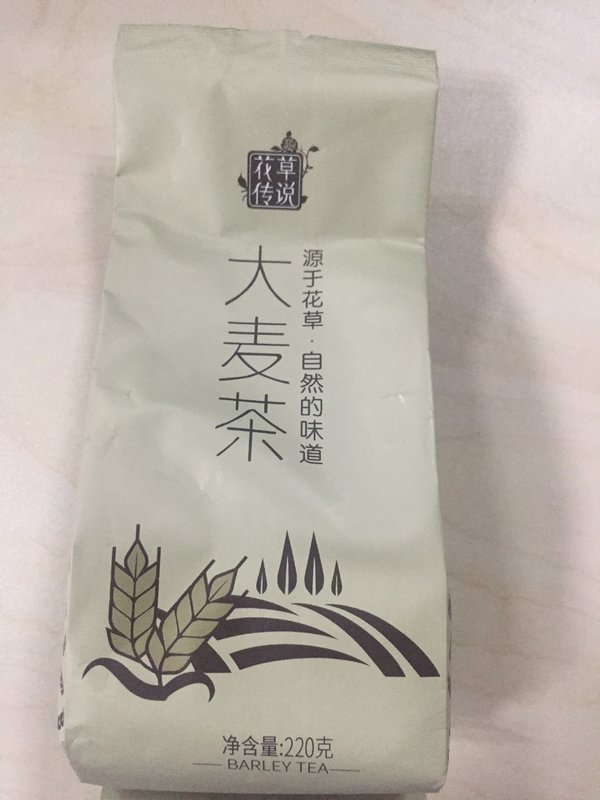 花草
传说
大麦茶
源于花草·自然的味道
净含量:220克
BARLEY TEA